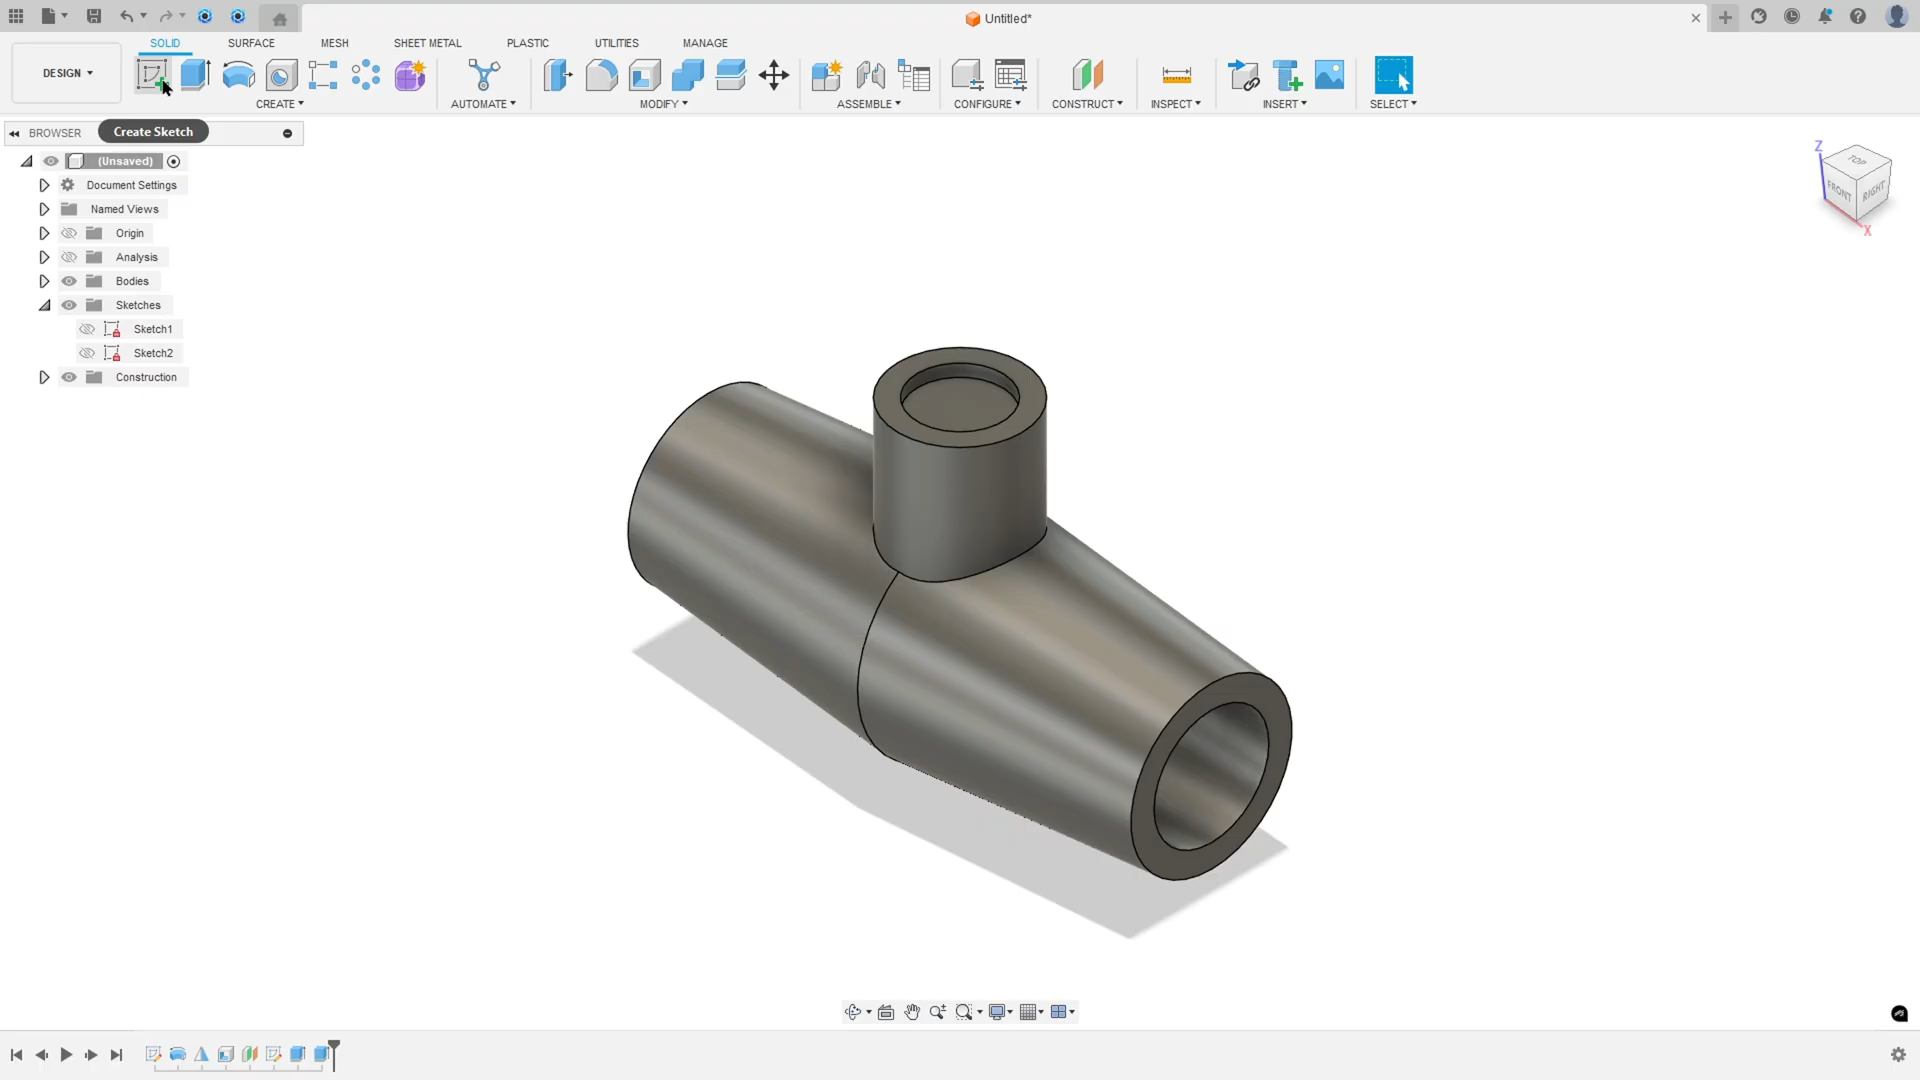 Untitled*
SOLID SURFACE MESH SHEET METAL PLASTIC UTILITIES MANAGE
DESIGN
CREATE AUTOMATE MODIFY ASSEMBLE CONFIGURE CONSTRUCT INSPECT INSERT SELECT
BROWSER
Create Sketch
(Unsaved)
Document Settings
Named Views
Origin
Analysis
Bodies
Sketches
Sketch1
Sketch2
Construction
Z
TOP
FRONT
RIGHT
X